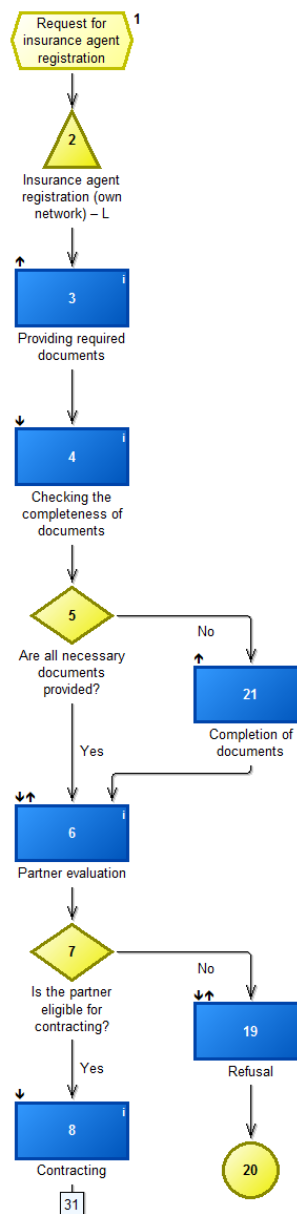 Request for
insurance agent
registration
1
2
Insurance agent
registration (own
network) – L
i
3
Providing required
documents
i
4
Checking the
completeness of
documents
5
No
Are all necessary
documents
provided?
21
Completion of
documents
Yes
i
6
Partner evaluation
7
No
Is the partner
eligible for
contracting?
19
Refusal
Yes
i
8
Contracting
20
31